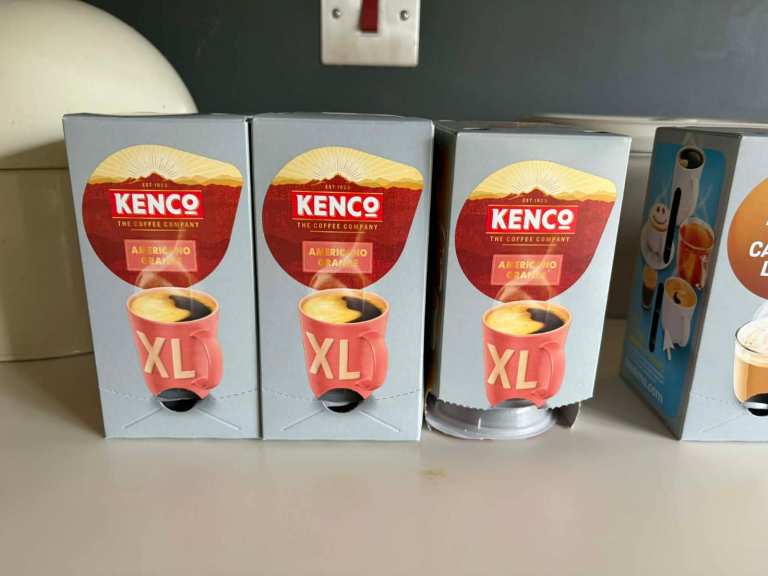 EST 1923
KENCO
THE COFFEE COMPANY
AMERICANO
GRANDE
XL
EST 1923
KENCO
THE COFFEE COMPANY
AMERICANO
GRANDE
XL
EST 1923
KENCO
THE COFFEE COMPANY
AMERICANO
GRANDE
XL
CA
L